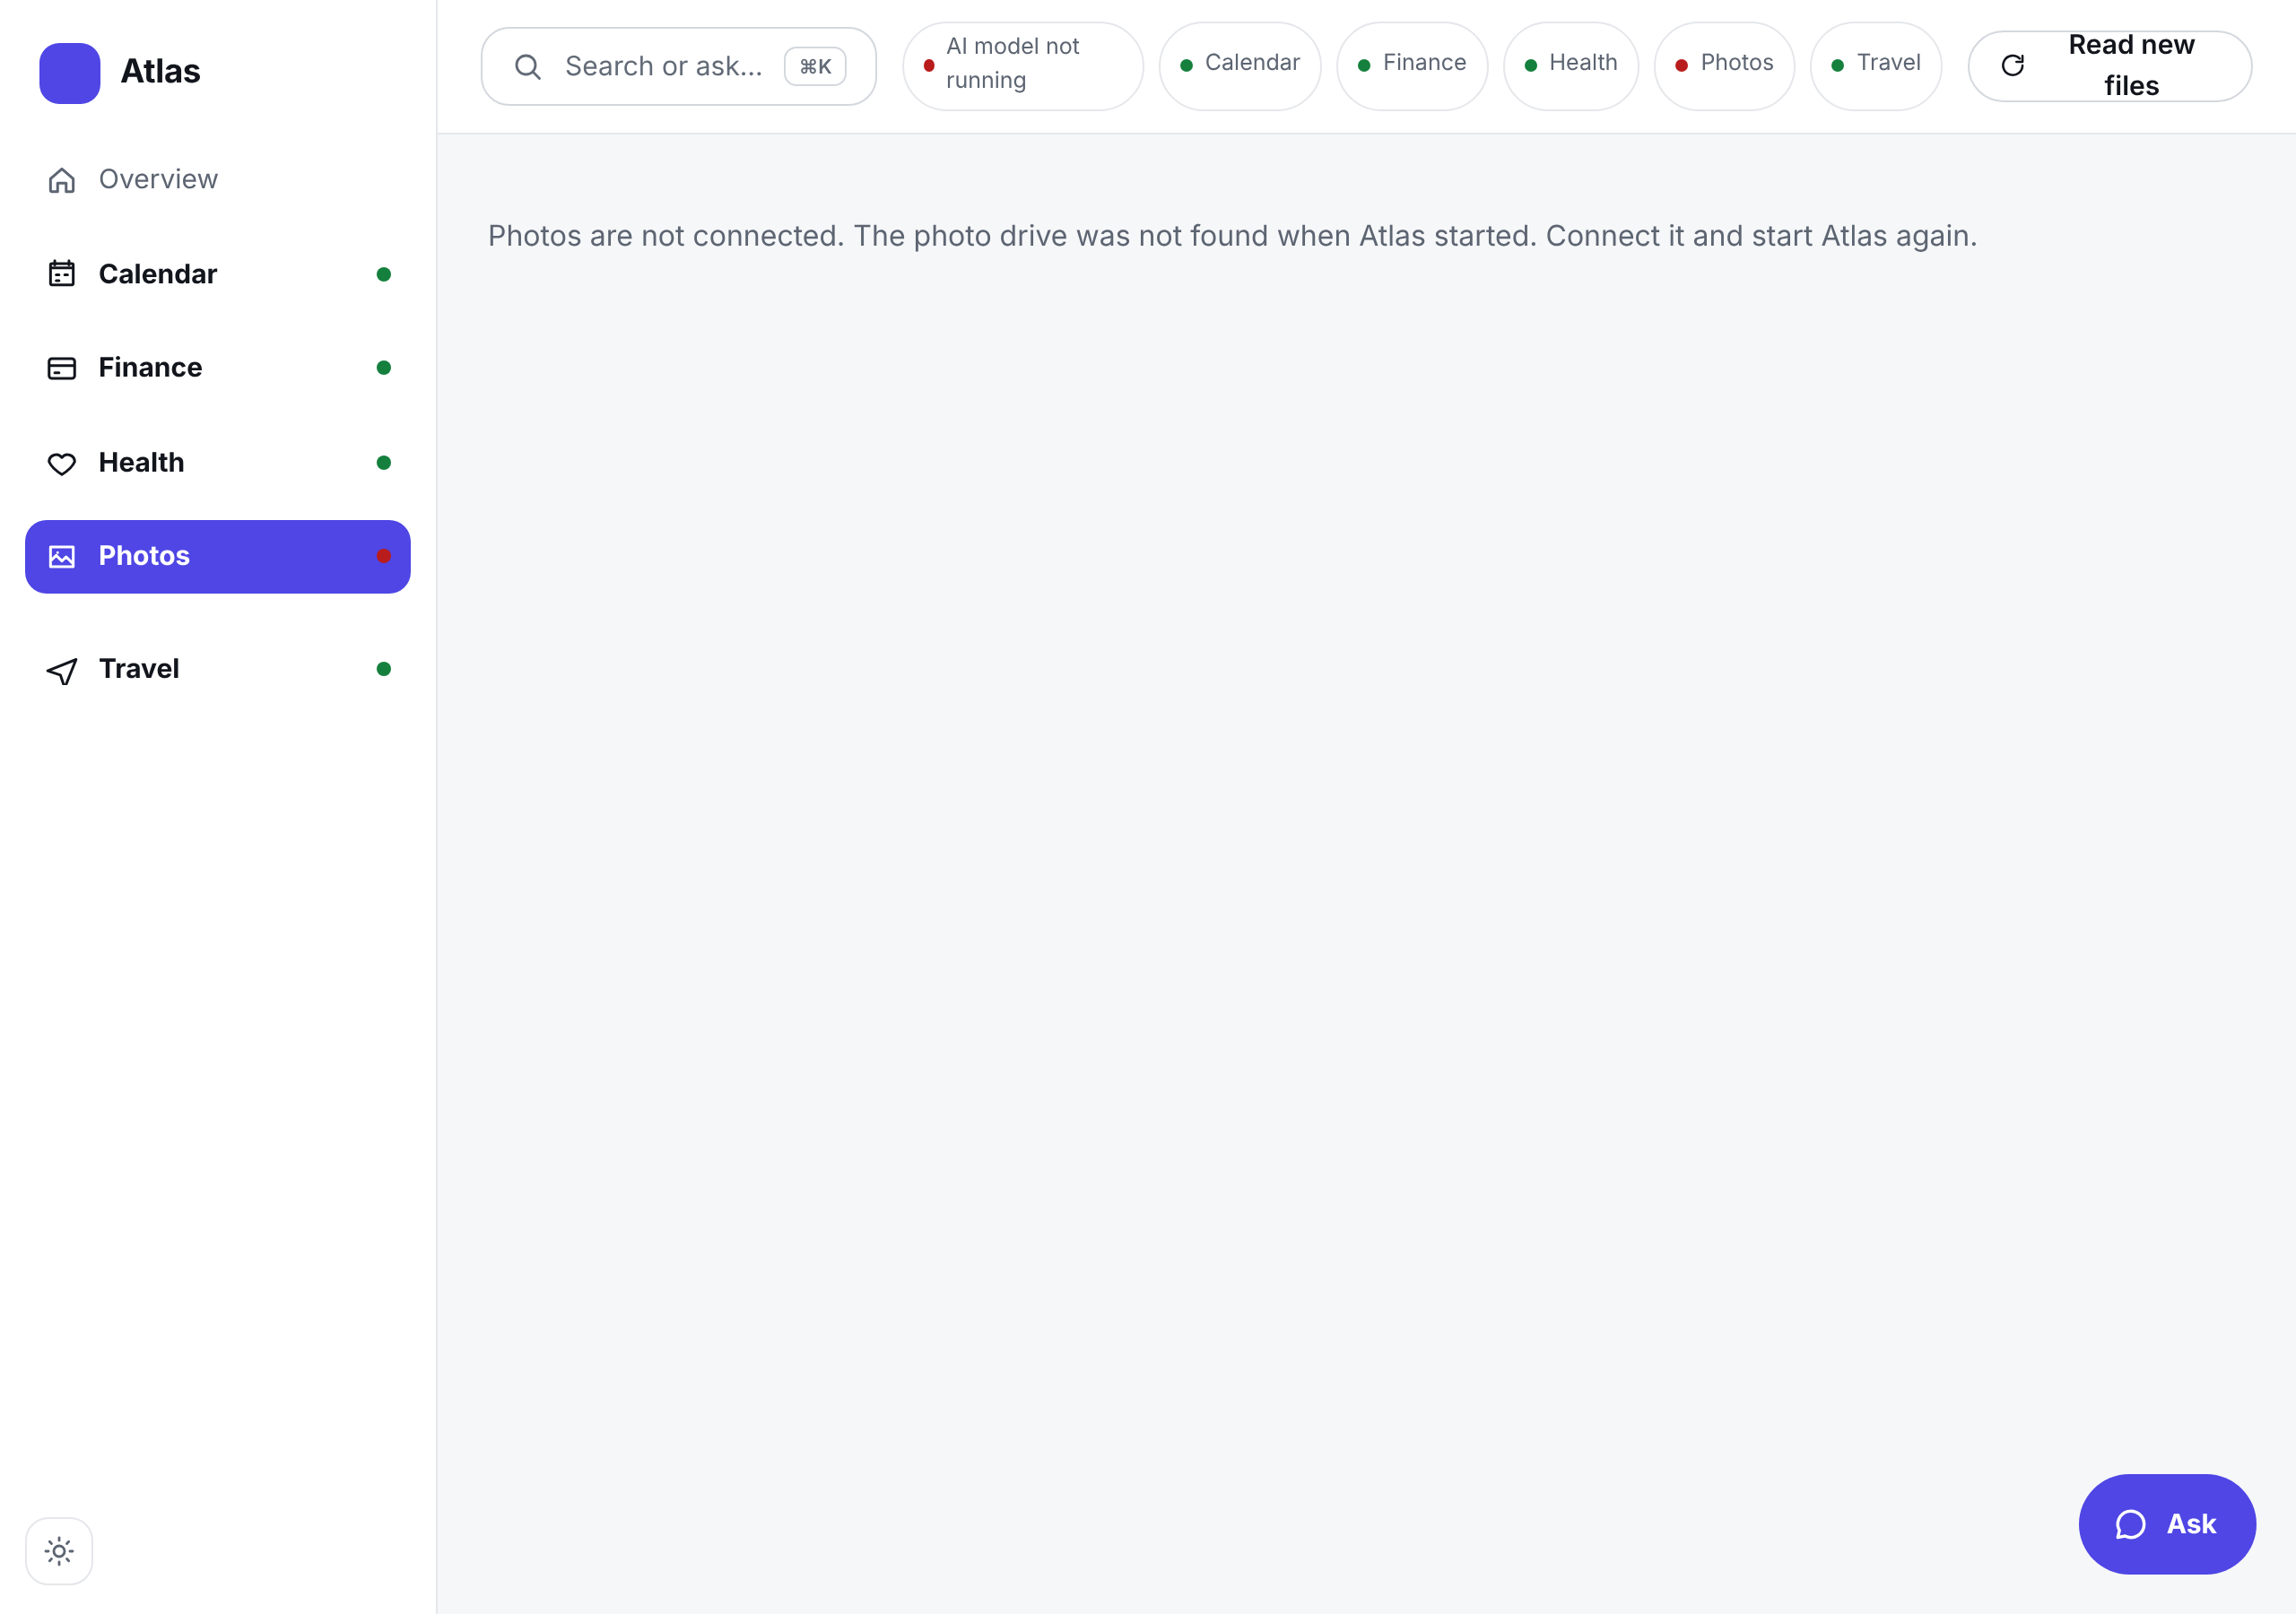 Atlas
Overview
Calendar
Finance
Health
Photos
Travel
Search or ask...
⌘K
AI model not
running
Calendar
Finance
Health
Photos
Travel
Read new
files
Photos are not connected. The photo drive was not found when Atlas started. Connect it and start Atlas again.
Ask